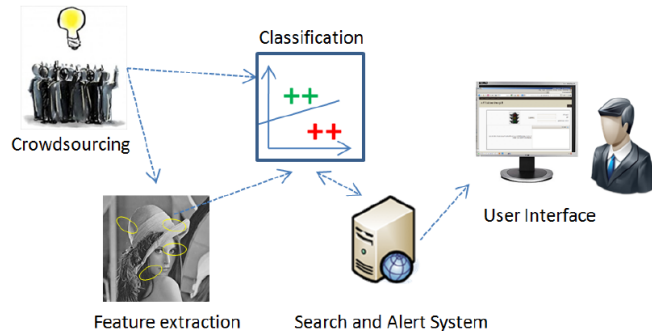 Classification
Crowdsourcing
User Interface
Feature extraction
Search and Alert System